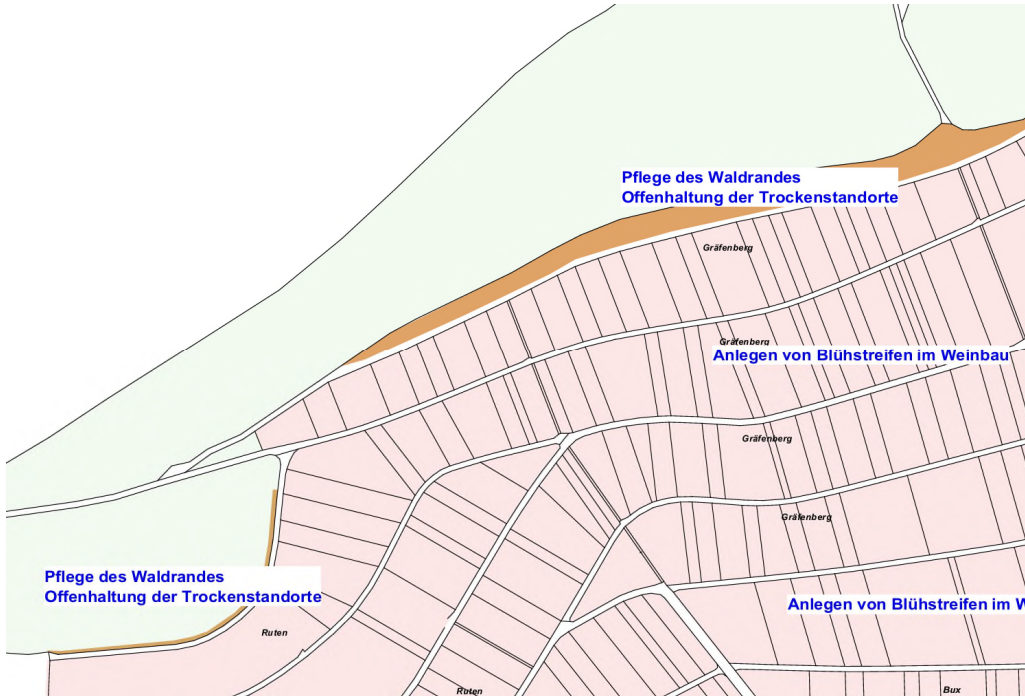 Pflege des Waldrandes
Offenhaltung der Trockenstandorte
Gräfenberg
Gräfenberg
Anlegen von Blühstreifen im Weinbau
Gräfenberg
Gräfenberg
Pflege des Waldrandes
Offenhaltung der Trockenstandorte
Anlegen von Blühstreifen im W
Ruten
Ruten
Bux